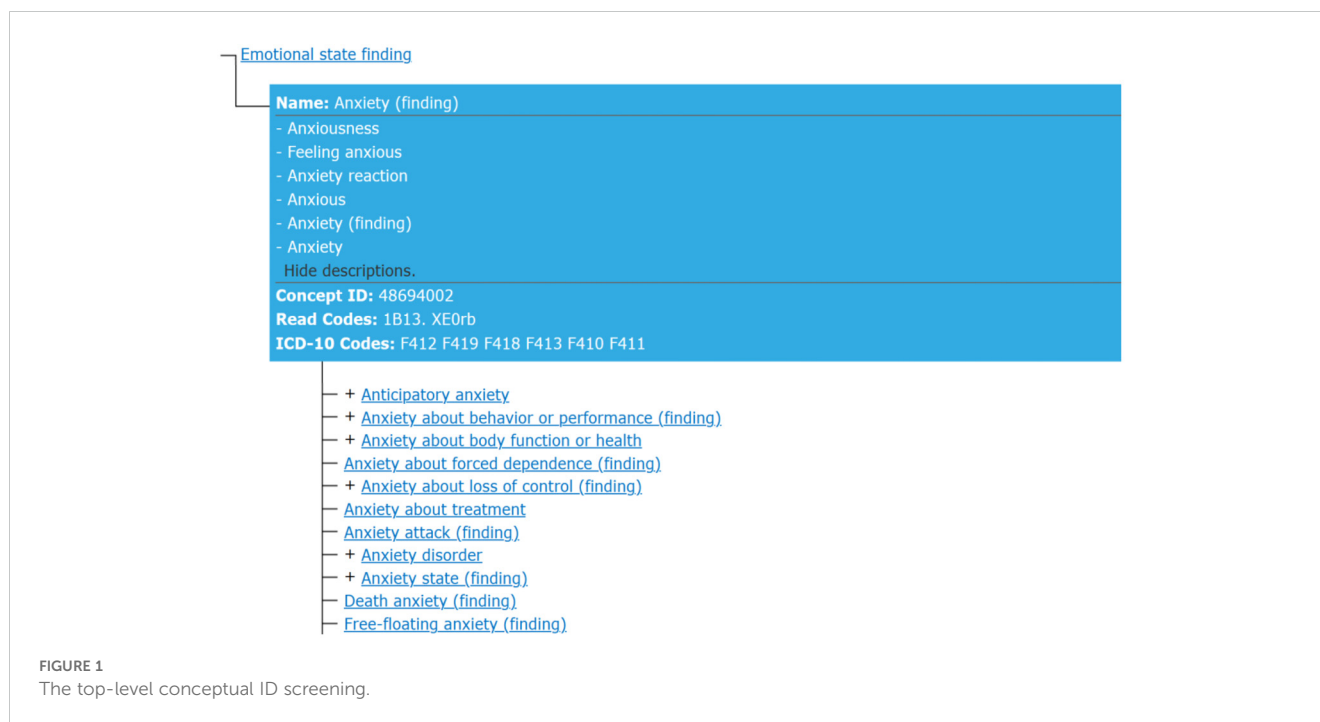 Emotional state finding
Name: Anxiety (finding)
- Anxiousness
- Feeling anxious
- Anxiety reaction
- Anxious
- Anxiety (finding)
- Anxiety
Hide descriptions.
Concept ID: 48694002
Read Codes: 1B13. XE0rb
ICD-10 Codes: F412 F419 F418 F413 F410 F411
+ Anticipatory anxiety
+ Anxiety about behavior or performance (finding)
+ Anxiety about body function or health
Anxiety about forced dependence (finding)
+ Anxiety about loss of control (finding)
Anxiety about treatment
Anxiety attack (finding)
+ Anxiety disorder
+ Anxiety state (finding)
Death anxiety (finding)
Free-floating anxiety (finding)
FIGURE 1
The top-level conceptual ID screening.